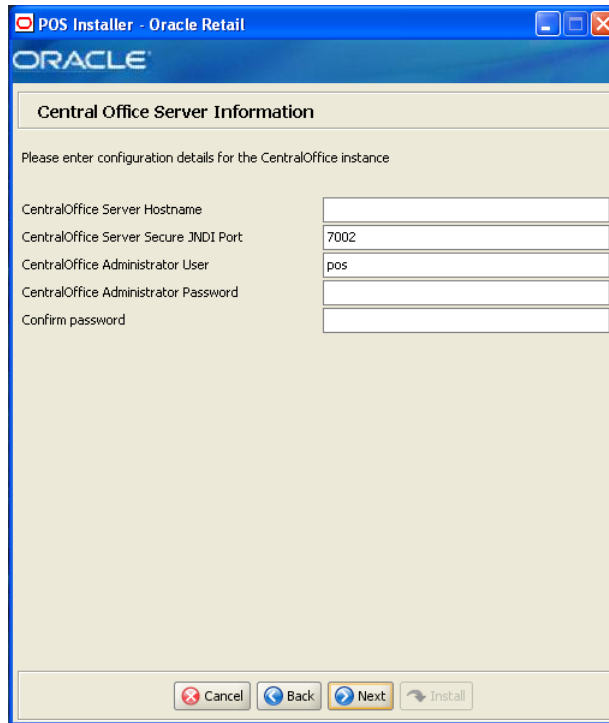 POS Installer - Oracle Retail
ORACLE
Central Office Server Information
Please enter configuration details for the CentralOffice instance
CentralOffice Server Hostname
CentralOffice Server Secure JNDI Port 7002
CentralOffice Administrator User pos
CentralOffice Administrator Password
Confirm password
Cancel Back Next Install